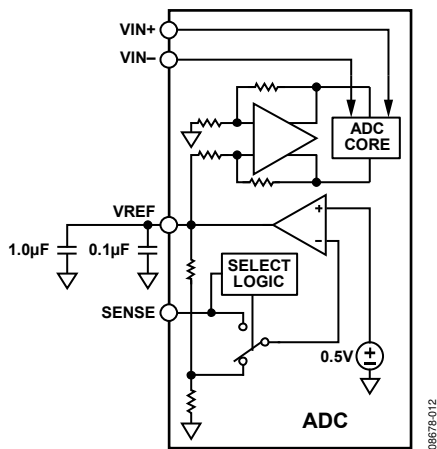 VIN+
VIN–
ADC
CORE
VREF
1.0µF
0.1µF
+
–
SELECT
LOGIC
SENSE
0.5V
+
–
ADC
08678-012